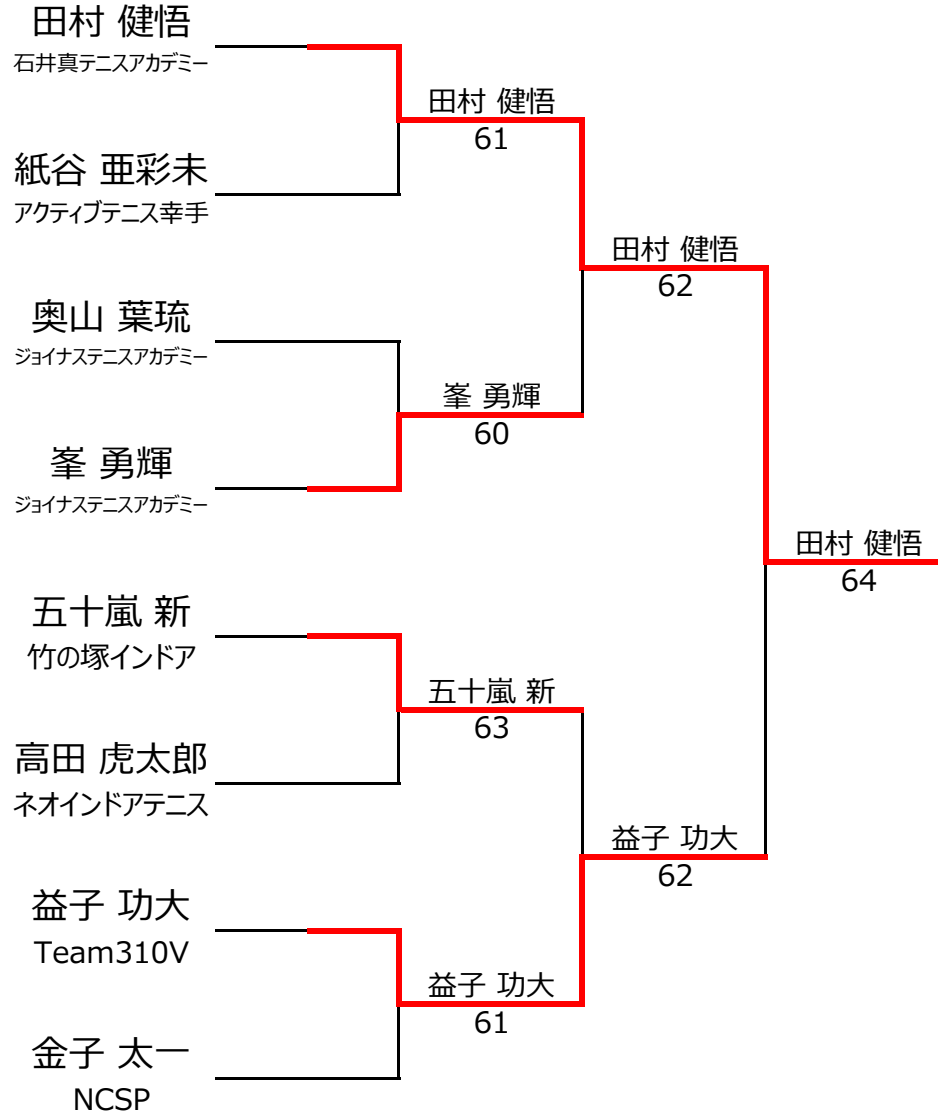 田村 健悟
石井真テニスアカデミー
田村 健悟
61
紙谷 亜彩未
アクティブテニス幸手
田村 健悟
62
奥山 葉琉
ジョイナステニスアカデミー
峯 勇輝
60
峯 勇輝
ジョイナステニスアカデミー
田村 健悟
64
五十嵐 新
竹の塚インドア
五十嵐 新
63
高田 虎太郎
ネオインドアテニス
益子 功大
62
益子 功大
Team310V
益子 功大
61
金子 太一
NCSP